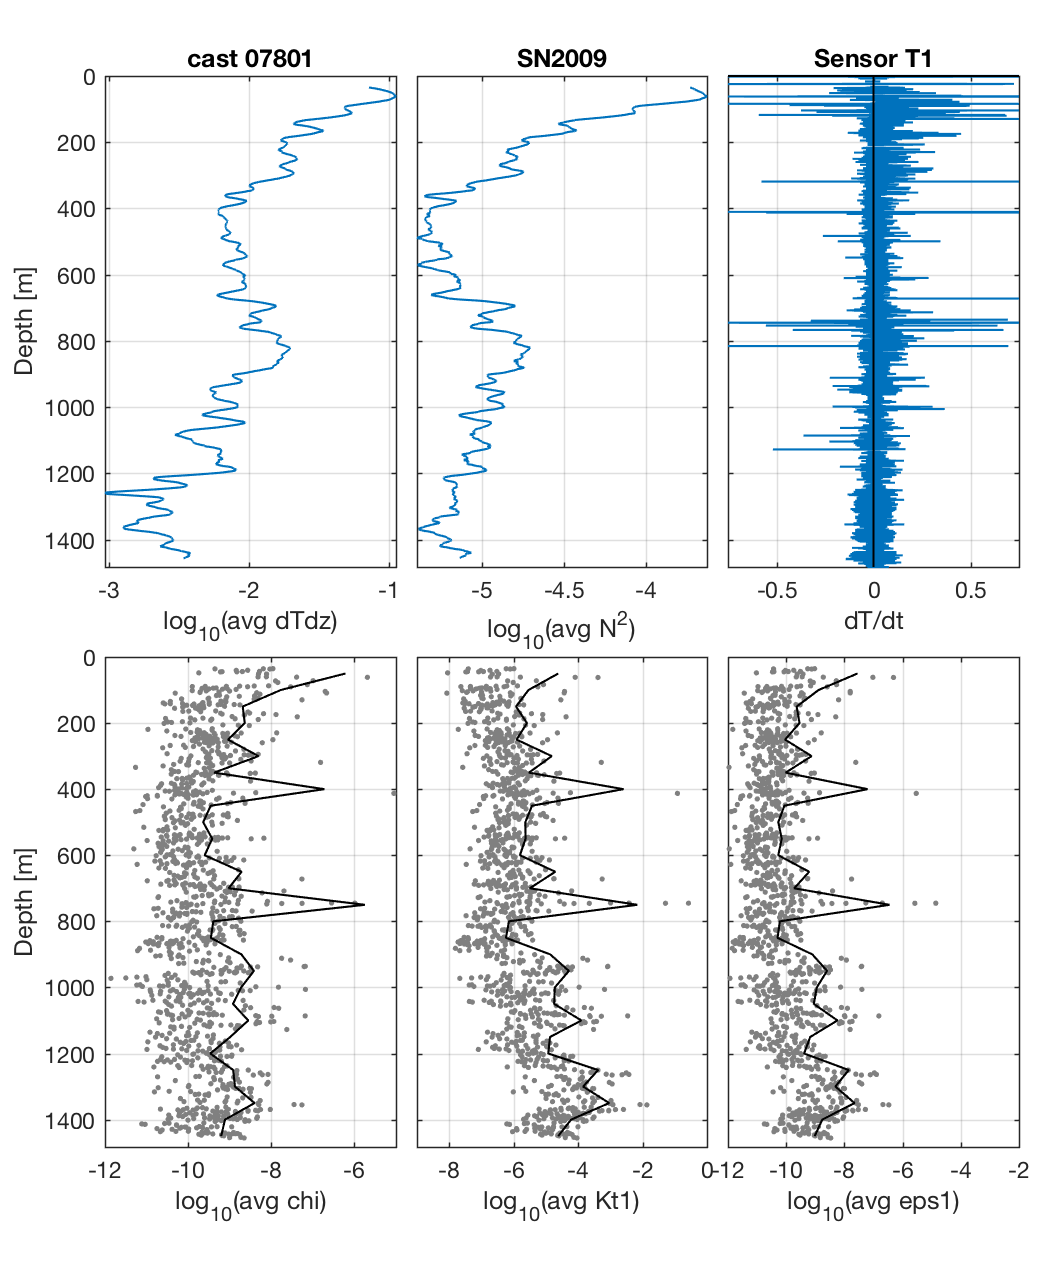 cast 07801 SN2009 Sensor T1
0
200
400
600
800
1000
1200
1400
Depth [m]
-3 -2 -1 -5 -4.5 -4 -0.5 0 0.5
log10(avg dTdz) log10(avg N2) dT/dt
0
200
400
600
800
1000
1200
1400
Depth [m]
-12 -10 -8 -6 -8 -6 -4 -2 0 -12 -10 -8 -6 -4 -2
log10(avg chi) log10(avg Kt1) log10(avg eps1)